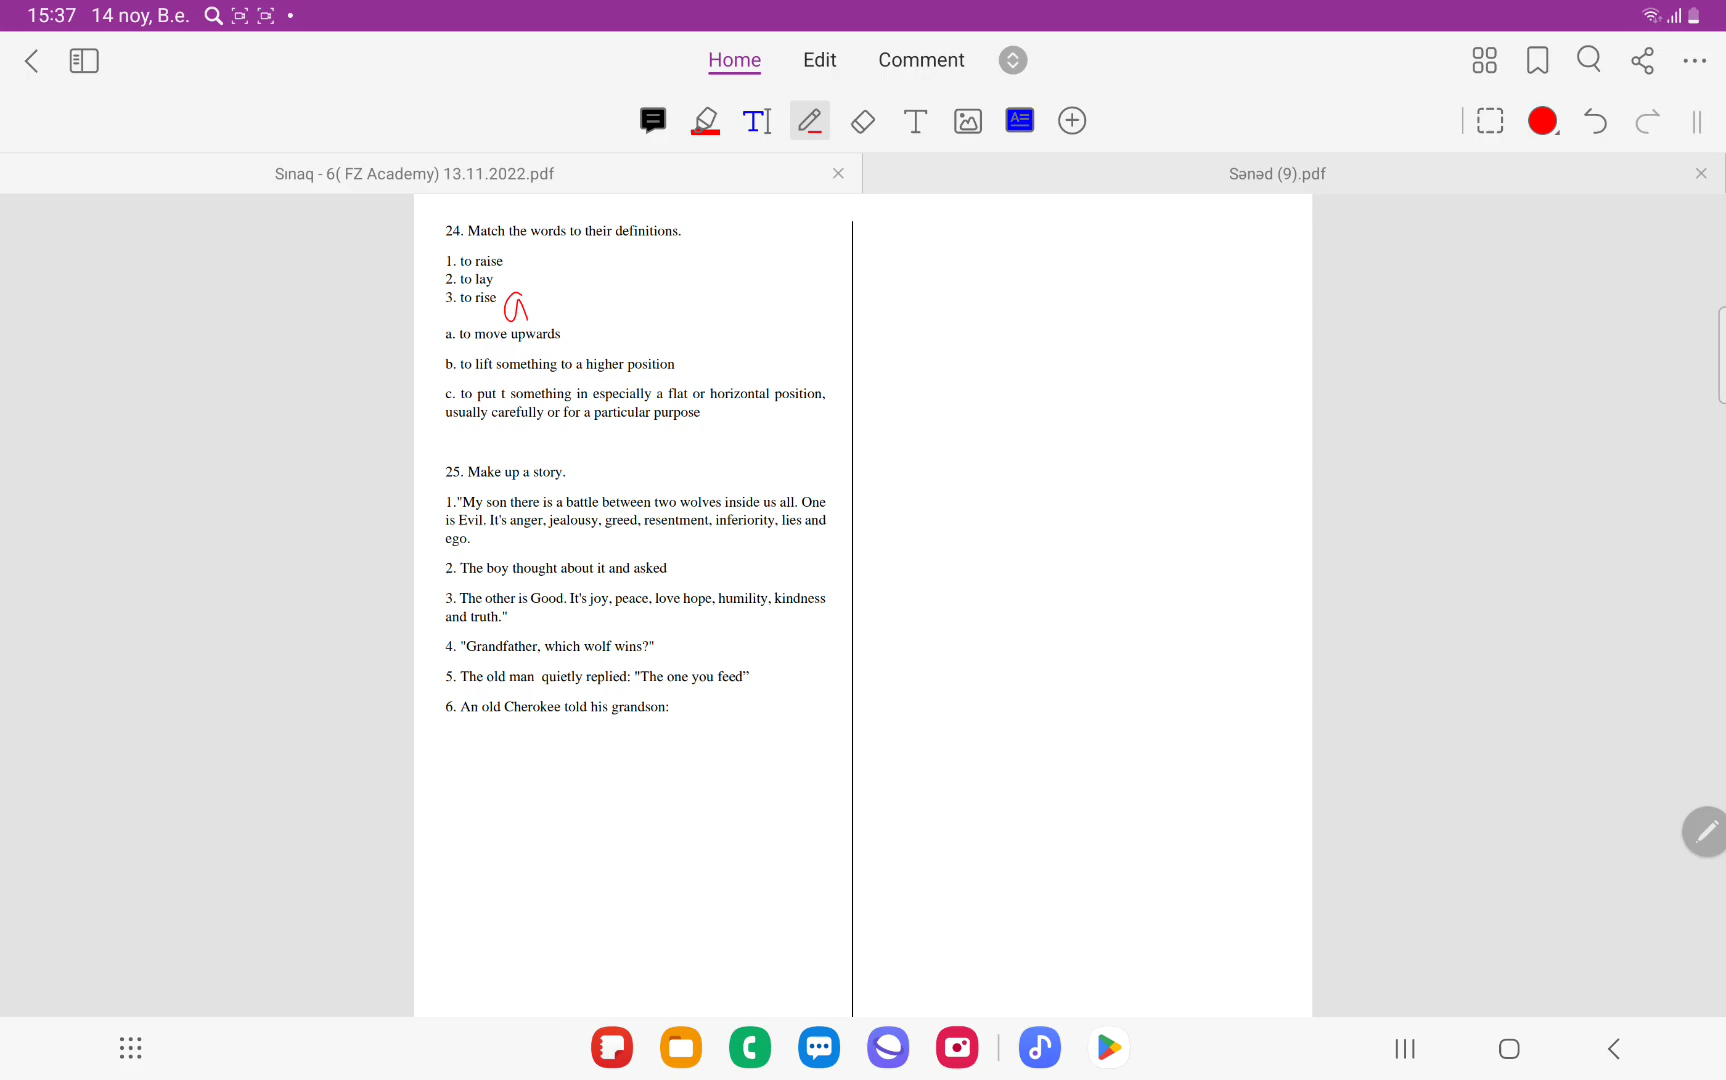 15:37 14 noy, B.e.
Home Edit Comment
Sınaq - 6( FZ Academy) 13.11.2022.pdf
Sənəd (9).pdf
24. Match the words to their definitions.
1. to raise
2. to lay
3. to rise a
a. to move upwards
b. to lift something to a higher position
c. to put t something in especially a flat or horizontal position,
usually carefully or for a particular purpose
25. Make up a story.
1."My son there is a battle between two wolves inside us all. One
is Evil. It's anger, jealousy, greed, resentment, inferiority, lies and
ego.
2. The boy thought about it and asked
3. The other is Good. It's joy, peace, love hope, humility, kindness
and truth."
4. "Grandfather, which wolf wins?"
5. The old man quietly replied: "The one you feed”
6. An old Cherokee told his grandson: